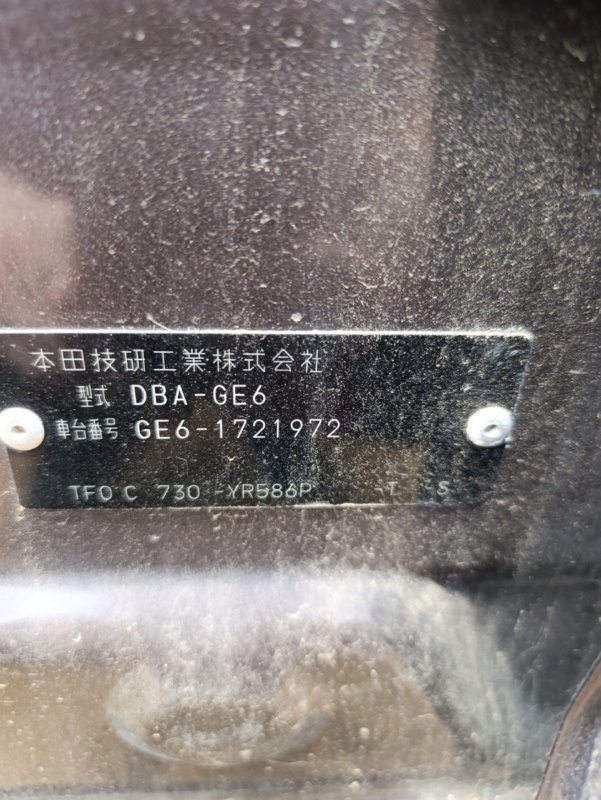 本田技研工業株式会社
型式 DBA-GE6
車台番号 GE6-1721972
TF0 C 730 -YR586P T S